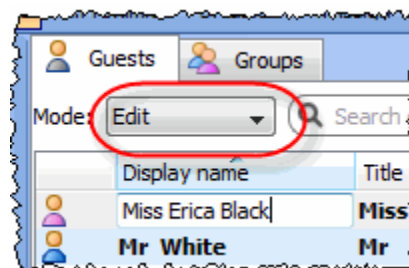 Guests Groups
Mode: Edit Search
Display name Title
Miss Erica Black Miss
Mr White Mr